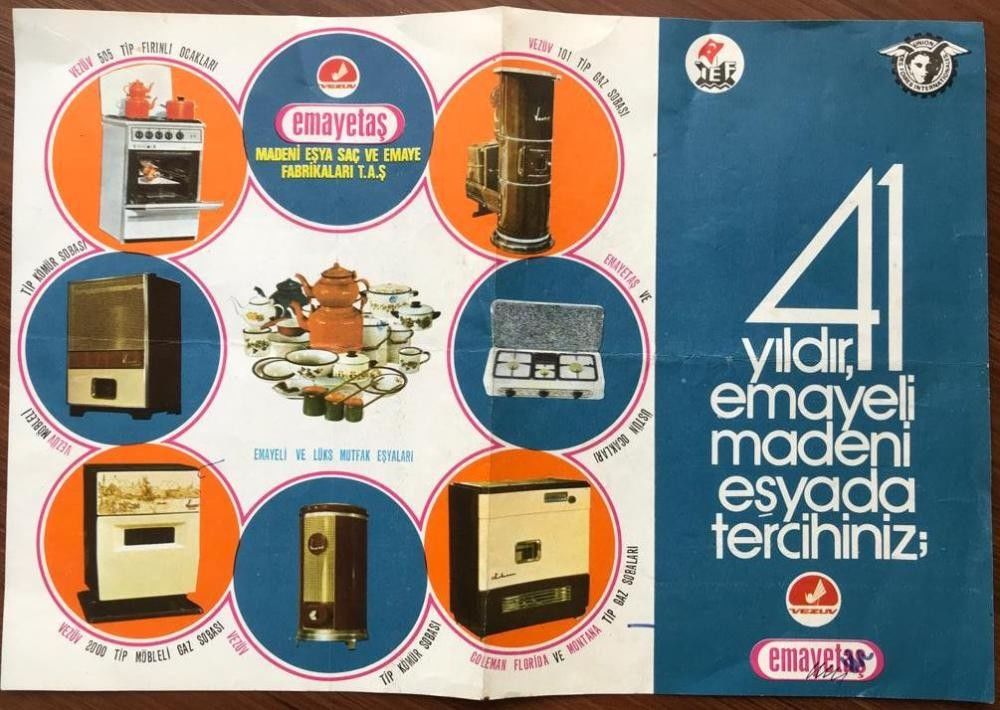 VEZÜV 505 TİP FIRINLI OCAKLARI
VEZÜV
emayetaş
MADENİ EŞYA SAÇ VE EMAYE
FABRİKALARI T.A.Ş
VEZÜV 101 TİP GAZ SOBASI
VEZÜV MÖBLELİ TİP KÖMÜR SOBASI
EMAYETAŞ VE ÜSTÜN OCAKLARI
EMAYELİ VE LÜKS MUTFAK EŞYALARI
VEZÜV 2000 TİP MÖBLELİ GAZ SOBASI
VEZÜV TİP KÖMÜR SOBASI
COLEMAN FLORİDA VE MONTANA TİP GAZ SOBALARI
İEF
UNION
41
yıldır,
emayeli
madeni
eşyada
tercihiniz;
VEZÜV
emayetaş